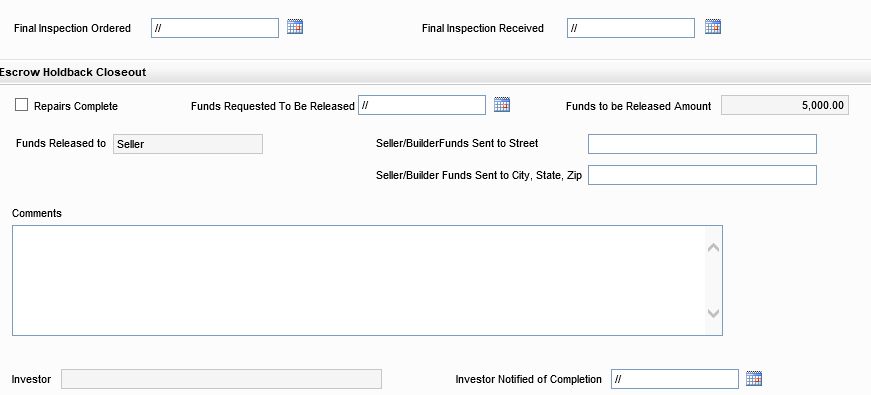 Final Inspection Ordered // Final Inspection Received //
Escrow Holdback Closeout
Repairs Complete Funds Requested To Be Released // Funds to be Released Amount 5,000.00
Funds Released to Seller Seller/BuilderFunds Sent to Street
Seller/Builder Funds Sent to City, State, Zip
Comments
Investor Investor Notified of Completion //